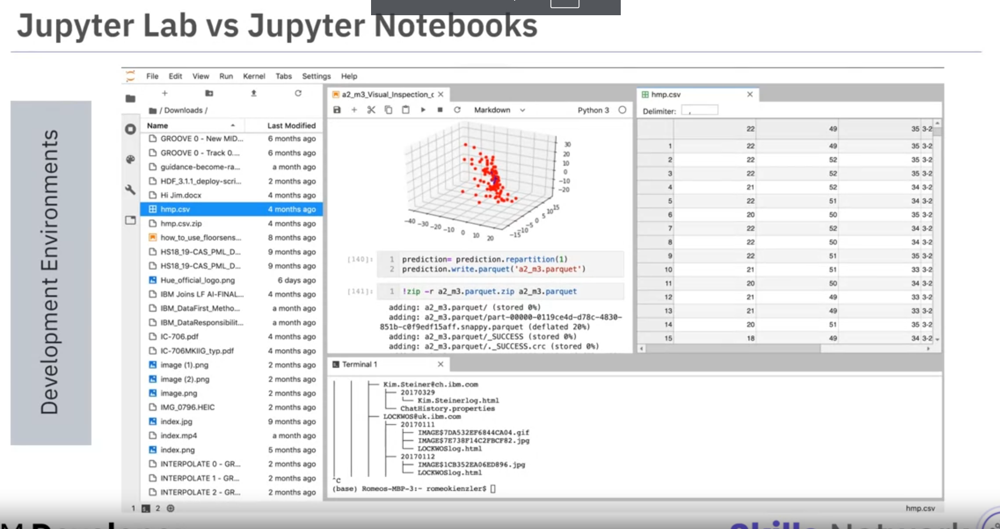 Jupyter Lab vs Jupyter Notebooks
Development Environments
File Edit View Run Kernel Tabs Settings Help
/ Downloads /
Name Last Modified
GROOVE 0 - New MID... 6 months ago
GROOVE 0 - Track 0.... 6 months ago
guidance-become-ra... a month ago
HDF_3.1.1_deploy-scri... 2 months ago
Hi Jim.docx 4 months ago
hmp.csv 4 months ago
hmp.csv.zip 4 months ago
how_to_use_floorsens... 8 months ago
HS18_19-CAS_PML_D... 9 months ago
HS18_19-CAS_PML_D... 9 months ago
Hue_official_logo.png 6 days ago
IBM Joins LF AI-FINAL... 4 months ago
IBM_DataFirst_Metho... a month ago
IBM_DataResponsibilit... a month ago
IC-706.pdf 4 months ago
IC-706MKIIG_typ.pdf 4 months ago
image (1).png 2 months ago
image (2).png 2 months ago
image.png 2 months ago
IMG_0796.HEIC 2 months ago
index.jpg 9 months ago
index.mp4 a month ago
index.png 5 months ago
INTERPOLATE 0 - GR... 2 months ago
INTERPOLATE 1 - GR... 2 months ago
INTERPOLATE 2 - GR... 2 months ago
a2_m3_Visual_Inspection_c
Markdown Python 3
30
20
10
0
-10
-20
-40 -30 -20 -10 0 10 20
-15 -10 -5 0 5 10 15
[140]: 1 prediction= prediction.repartition(1)
2 prediction.write.parquet('a2_m3.parquet')
[141]: 1 !zip -r a2_m3.parquet.zip a2_m3.parquet
adding: a2_m3.parquet/ (stored 0%)
adding: a2_m3.parquet/part-00000-0119ce4d-d78c-4830-
851b-c0f9edf15aff.snappy.parquet (deflated 20%)
adding: a2_m3.parquet/_SUCCESS (stored 0%)
adding: a2_m3.parquet/._SUCCESS.crc (stored 0%)
hmp.csv
Delimiter: ,
22 49 35 3-2
1 22 49 35 3-2
2 22 52 35 3-2
3 22 52 35 3-2
4 21 52 34 3-2
5 22 51 34 3-2
6 20 50 35 3-2
7 22 52 34 3-2
8 22 50 34 3-2
9 22 51 35 3-2
10 21 51 33 3-2
11 20 50 34 3-2
12 21 49 33 3-2
13 21 49 33 3-2
14 20 51 35 3-2
15 18 49 34 3-2
Terminal 1
Kim.Steiner@ch.ibm.com
20170329
Kim.Steinerlog.html
ChatHistory.properties
LOCKWOS@uk.ibm.com
20170111
IMAGE$7DA532EF6844CA04.gif
IMAGE$7E738F14C2FBCF82.jpg
LOCKWOSlog.html
20170112
IMAGE$1CB352EA06ED896.jpg
LOCKWOSlog.html
^C
(base) Romeos-MBP-3:~ romeokienzler$
1 2 hmp.csv